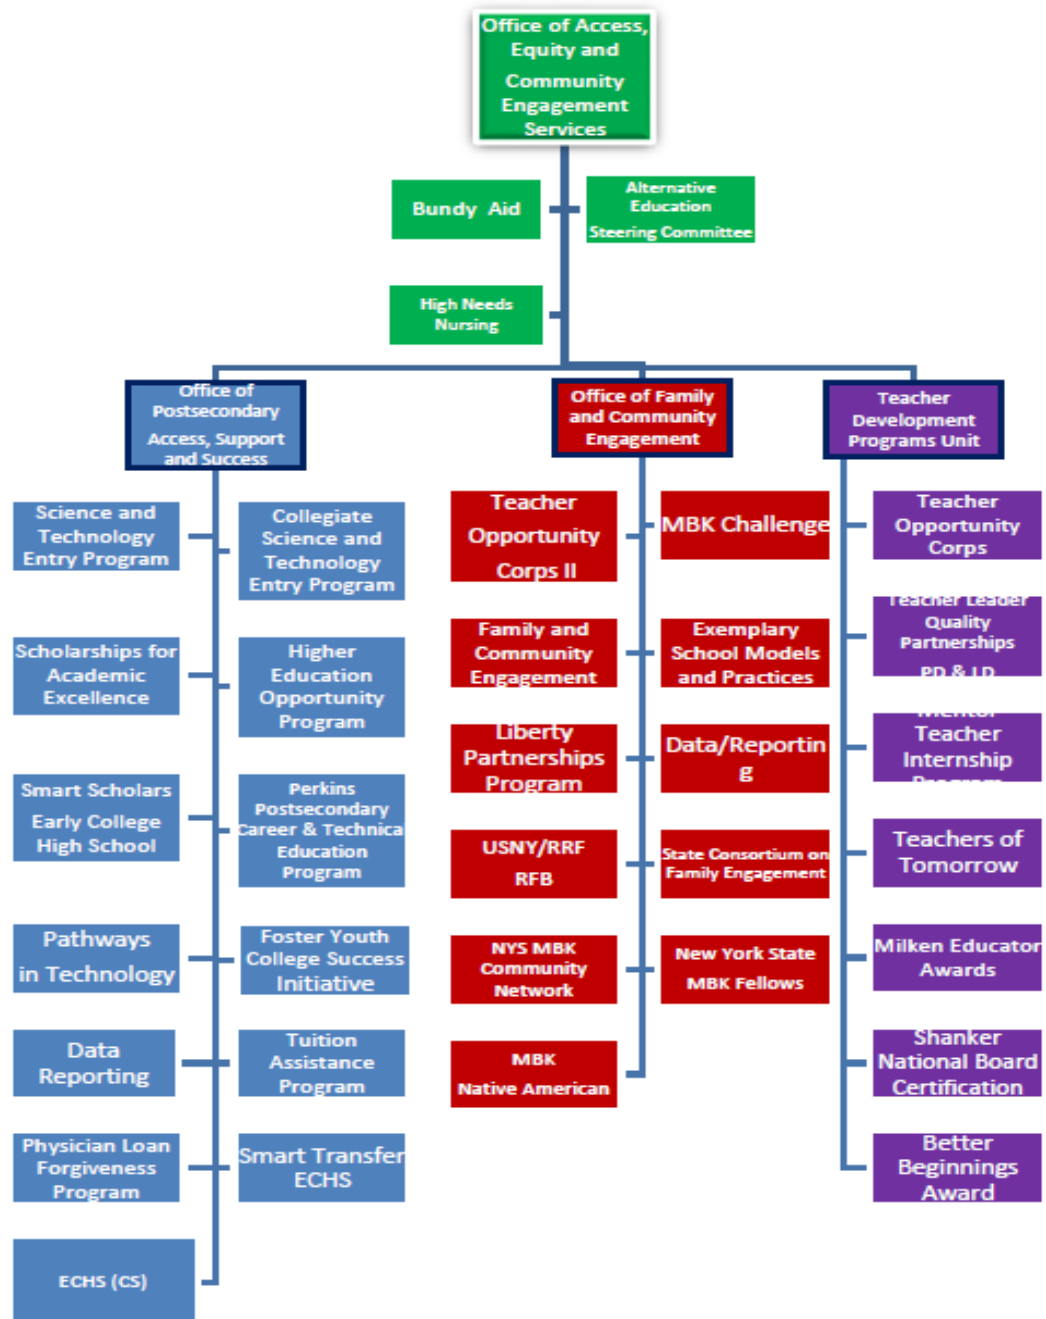 Office of Access,
Equity and
Community
Engagement
Services
Bundy Aid
Alternative
Education
Steering Committee
High Needs
Nursing
Office of
Postsecondary
Access, Support
and Success
Office of Family
and Community
Engagement
Teacher
Development
Programs Unit
Science and
Technology
Entry Program
Collegiate
Science and
Technology
Entry Program
Teacher
Opportunity
Corps II
MBK Challenge
Teacher
Opportunity
Corps
Scholarships for
Academic
Excellence
Higher
Education
Opportunity
Program
Family and
Community
Engagement
Exemplary
School Models
and Practices
Teacher Leader
Quality
Partnerships
PD & LD
Smart Scholars
Early College
High School
Perkins
Postsecondary
Career & Technica
Education
Program
Liberty
Partnerships
Program
Data/Reportin
g
Mentor
Teacher
Internship
Program
USNY/RRF
RFB
State Consortium on
Family Engagement
Teachers of
Tomorrow
Pathways
in Technology
Foster Youth
College Success
Initiative
NYS MBK
Community
Network
New York State
MBK Fellows
Milken Educator
Awards
Data
Reporting
Tuition
Assistance
Program
MBK
Native American
Shanker
National Board
Certification
Physician Loan
Forgiveness
Program
Smart Transfer
ECHS
Better
Beginnings
Award
ECHS (CS)